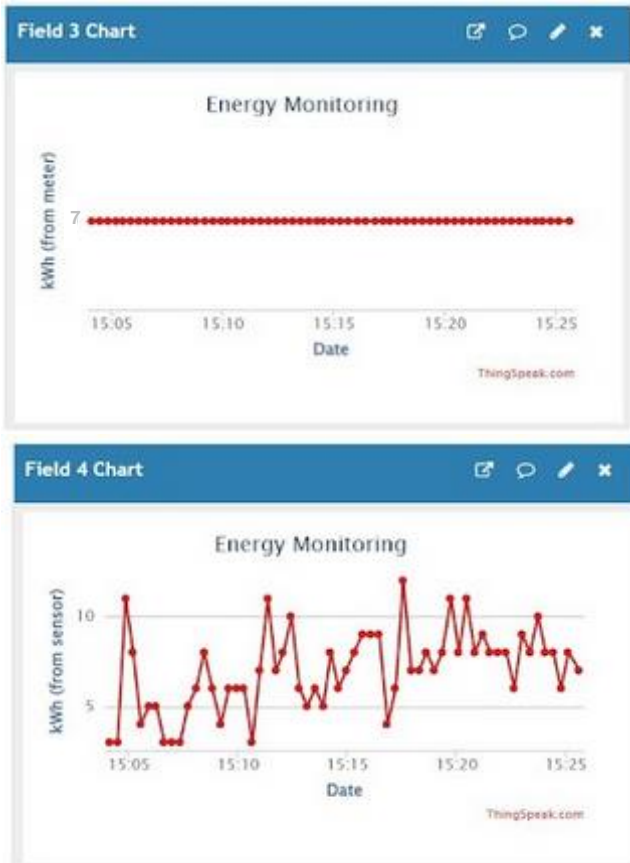 Field 3 Chart
Energy Monitoring
kWh (from meter)
7
15:05 15:10 15:15 15:20 15:25
Date
ThingSpeak.com
Field 4 Chart
Energy Monitoring
kWh (from sensor)
10
5
15:05 15:10 15:15 15:20 15:25
Date
ThingSpeak.com